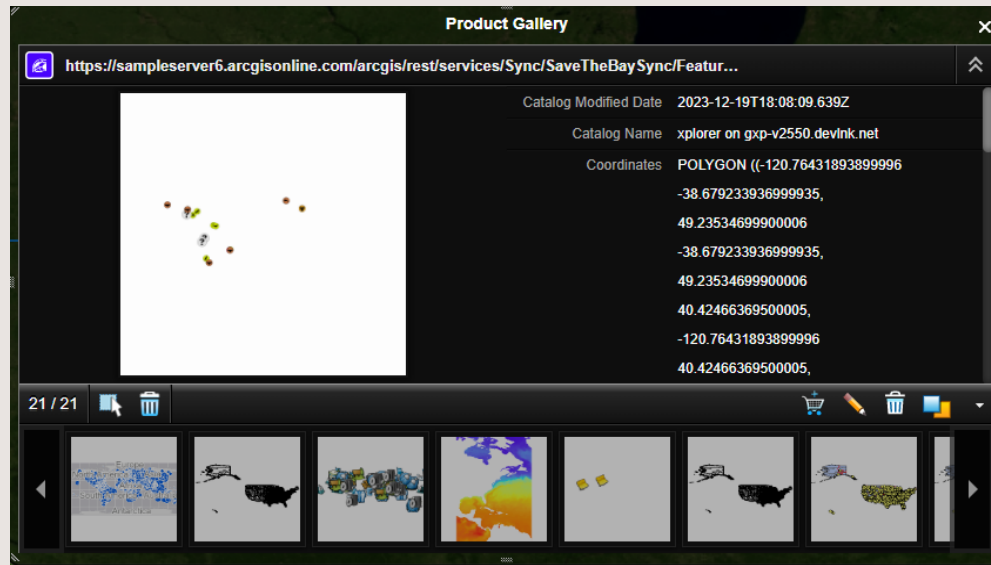 Product Gallery
https://sampleserver6.arcgisonline.com/arcgis/rest/services/Sync/SaveTheBaySync/Featur...
Catalog Modified Date 2023-12-19T18:08:09.639Z
Catalog Name xplorer on gxp-v2550.devlnk.net
Coordinates POLYGON ((-120.76431893899996
-38.679233936999935,
49.23534699900006
-38.679233936999935,
49.23534699900006
40.42466369500005,
-120.76431893899996
40.42466369500005,
21 / 21